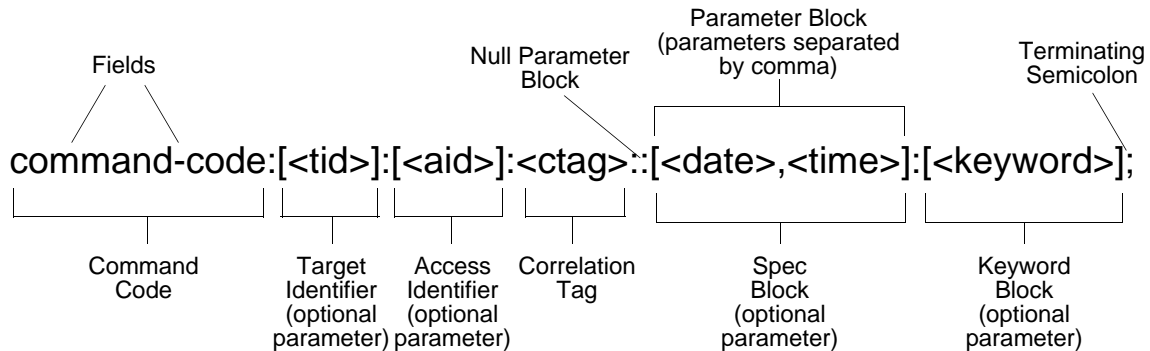 Fields
Null Parameter
Block
Parameter Block
(parameters separated
by comma)
Terminating
Semicolon
command-code:[<tid>]:[<aid>]:<ctag>::[<date>,<time>]:[<keyword>];
Command
Code
Target
Identifier
(optional
parameter)
Access
Identifier
(optional
parameter)
Correlation
Tag
Spec
Block
(optional
parameter)
Keyword
Block
(optional
parameter)